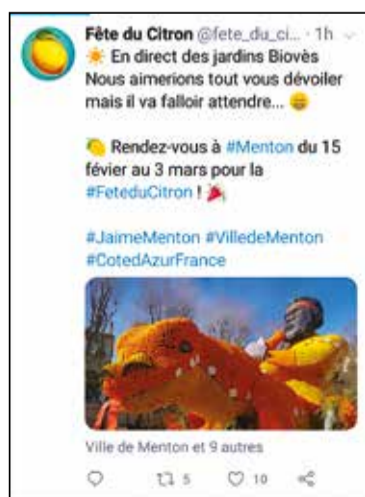 Fête du Citron @fete_du_ci... · 1h
☀️ En direct des jardins Biovès
Nous aimerions tout vous dévoiler
mais il va falloir attendre... 😄
🍋 Rendez-vous à #Menton du 15
févier au 3 mars pour la
#FeteduCitron ! 🎉
#JaimeMenton #VilledeMenton
#CotedAzurFrance
Ville de Menton et 9 autres
5 10